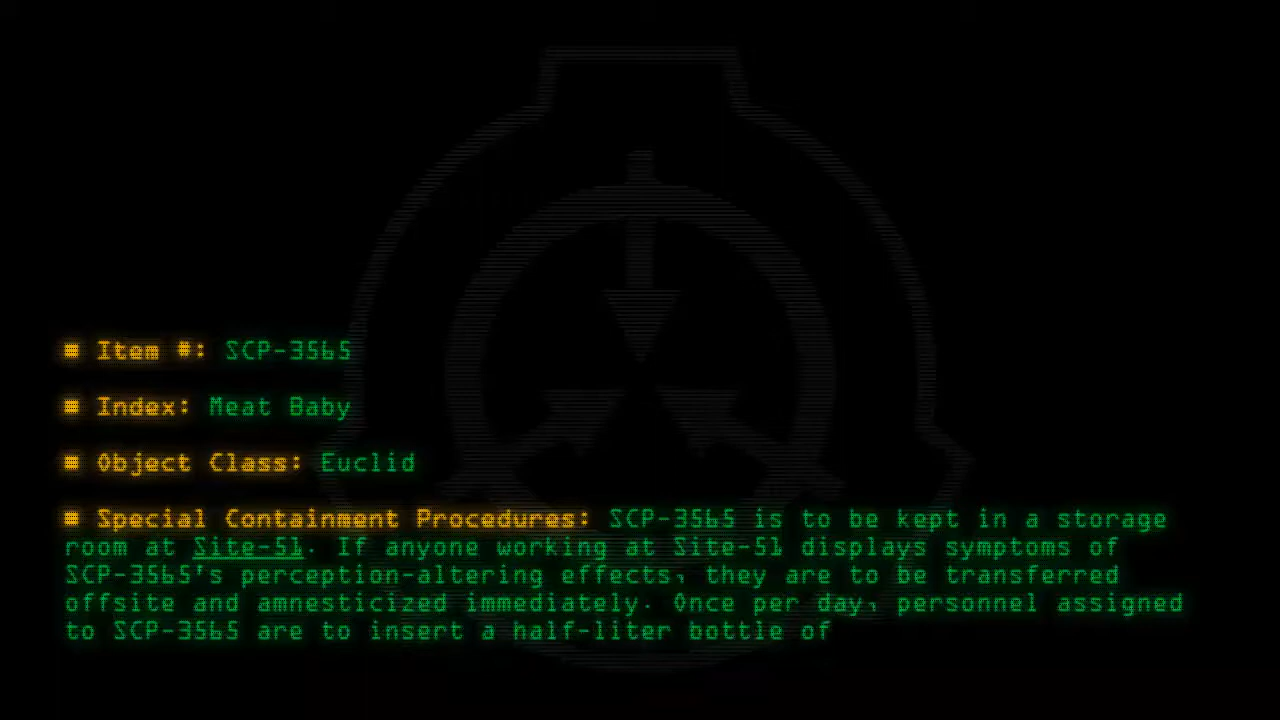 ■ Item #: SCP-3565
■ Index: Meat Baby
■ Object Class: Euclid
■ Special Containment Procedures: SCP-3565 is to be kept in a storage
room at Site-51. If anyone working at Site-51 displays symptoms of
SCP-3565's perception-altering effects, they are to be transferred
offsite and amnesticized immediately. Once per day, personnel assigned
to SCP-3565 are to insert a half-liter bottle of